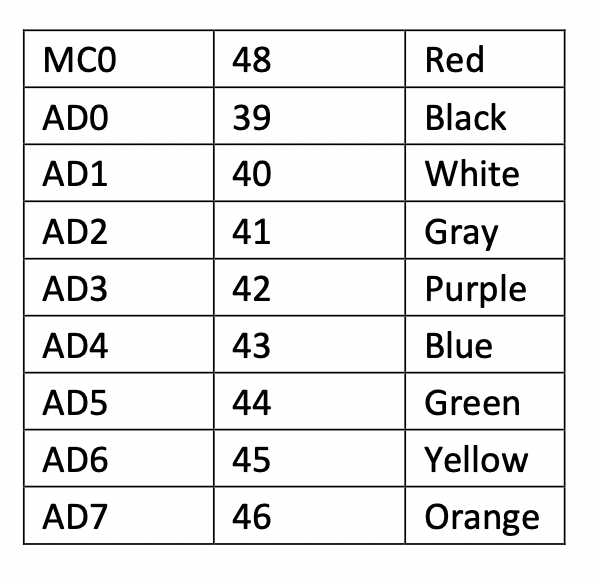 MC0 48 Red
AD0 39 Black
AD1 40 White
AD2 41 Gray
AD3 42 Purple
AD4 43 Blue
AD5 44 Green
AD6 45 Yellow
AD7 46 Orange